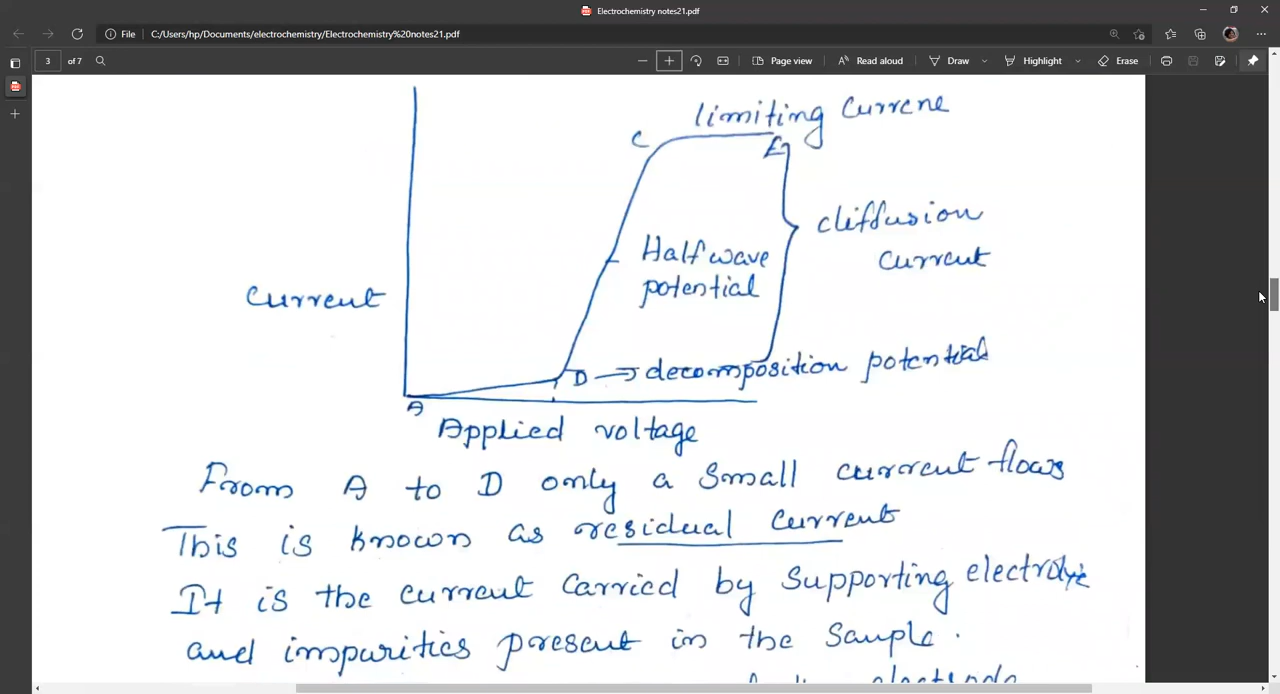 Electrochemistry notes21.pdf
File C:/Users/hp/Documents/electrochemistry/Electrochemistry%20notes21.pdf
3 of 7 Page view Read aloud Draw Highlight Erase
limiting Currene
C
E
diffusion
current
Half wave
potential
Current
D → decomposition potential
A
Applied voltage
From A to D only a small current flows
This is known as residual current
It is the current carried by supporting electrolyte
and impurities present in the sample.